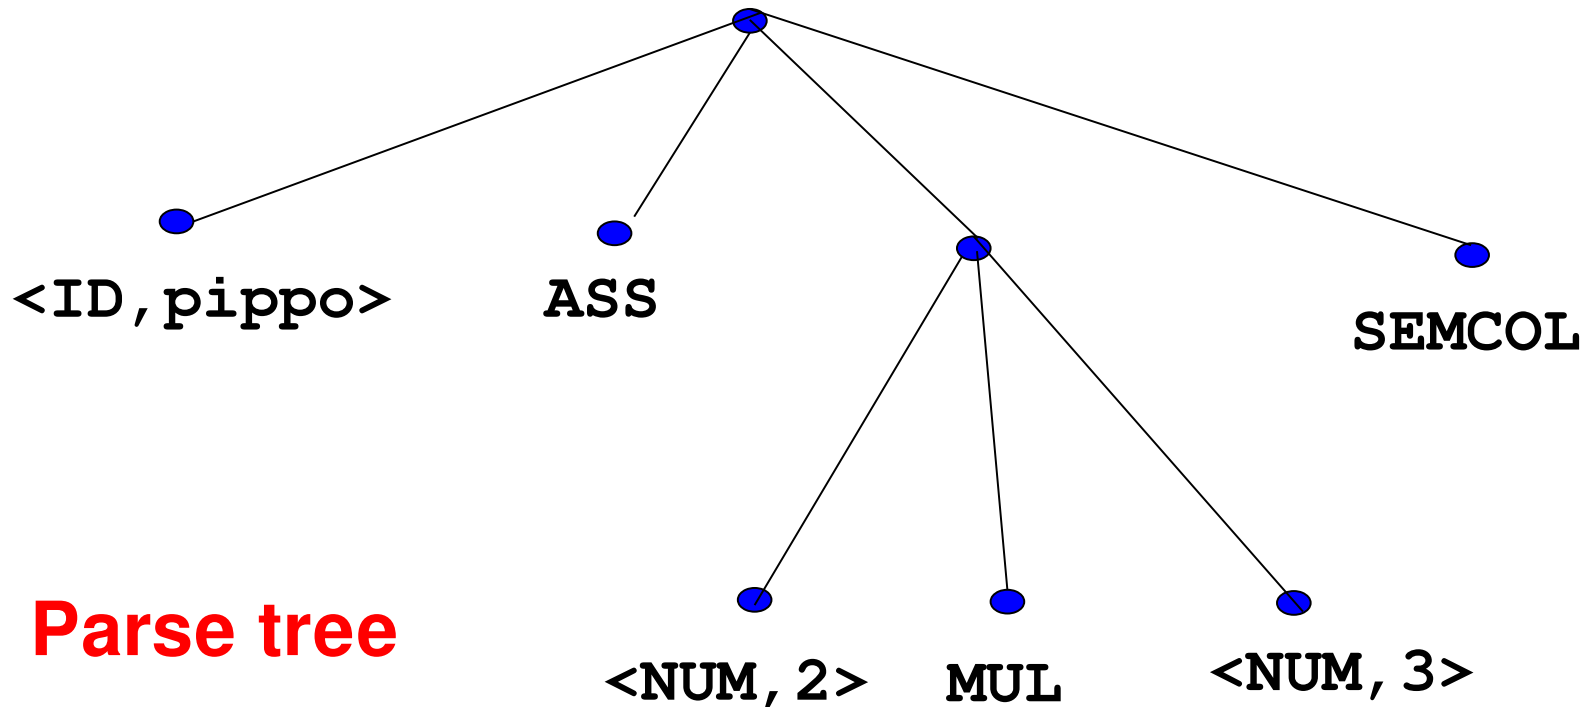 <ID,pippo>
ASS
SEMCOL
Parse tree
<NUM,2>
MUL
<NUM,3>